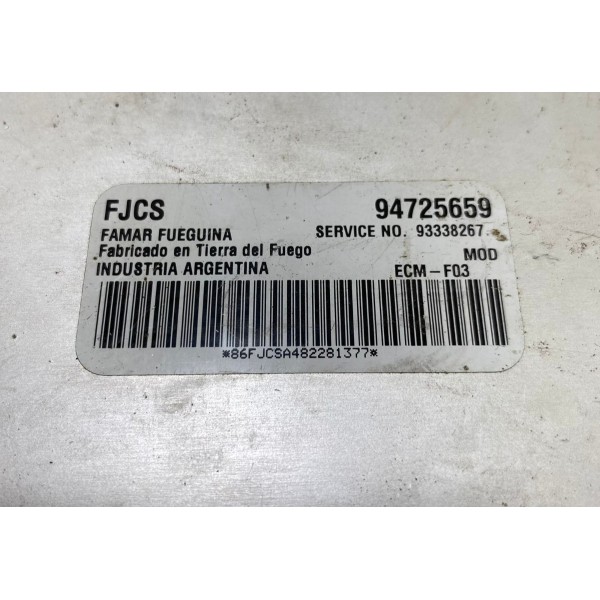 FJCS 94725659
FAMAR FUEGUINA SERVICE NO. 93338267
Fabricado en Tierra del Fuego MOD
INDUSTRIA ARGENTINA ECM-F03
*86FJCSA482281377*